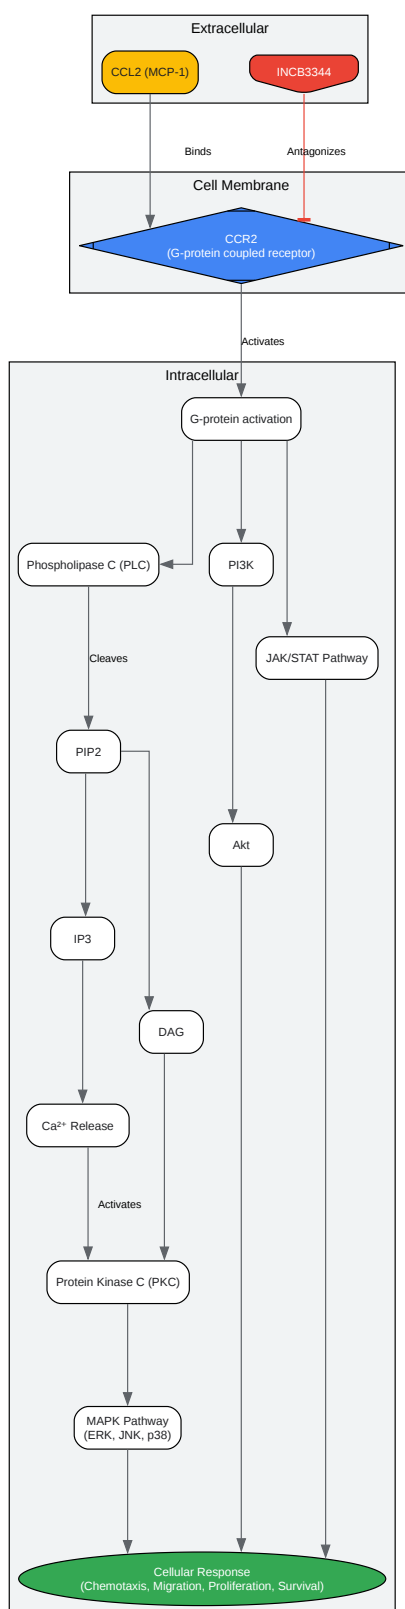 Extracellular
CCL2 (MCP-1)
INCB3344
Binds
Antagonizes
Cell Membrane
CCR2
(G-protein coupled receptor)
Activates
Intracellular
G-protein activation
Phospholipase C (PLC)
PI3K
JAK/STAT Pathway
Cleaves
PIP2
Akt
IP3
DAG
Ca²⁺ Release
Activates
Protein Kinase C (PKC)
MAPK Pathway
(ERK, JNK, p38)
Cellular Response
(Chemotaxis, Migration, Proliferation, Survival)